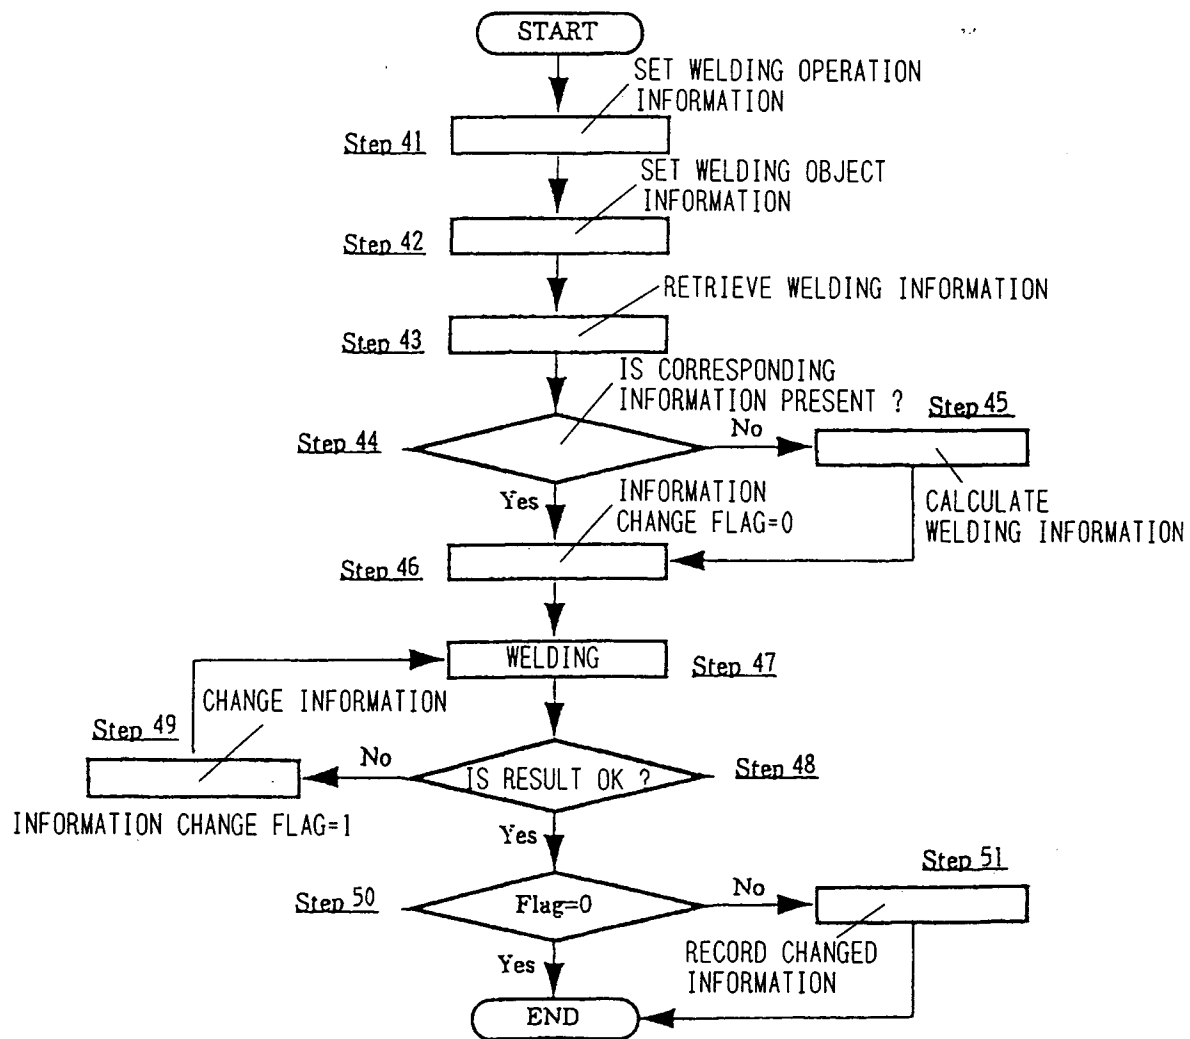 START
SET WELDING OPERATION
INFORMATION
Step 41
SET WELDING OBJECT
INFORMATION
Step 42
RETRIEVE WELDING INFORMATION
Step 43
IS CORRESPONDING
INFORMATION PRESENT ?
Step 44
No
Step 45
CALCULATE
WELDING INFORMATION
Yes
INFORMATION
CHANGE FLAG=0
Step 46
WELDING
Step 47
CHANGE INFORMATION
Step 49
No
IS RESULT OK ?
Step 48
INFORMATION CHANGE FLAG=1
Yes
Step 50
Flag=0
No
Step 51
RECORD CHANGED
INFORMATION
Yes
END